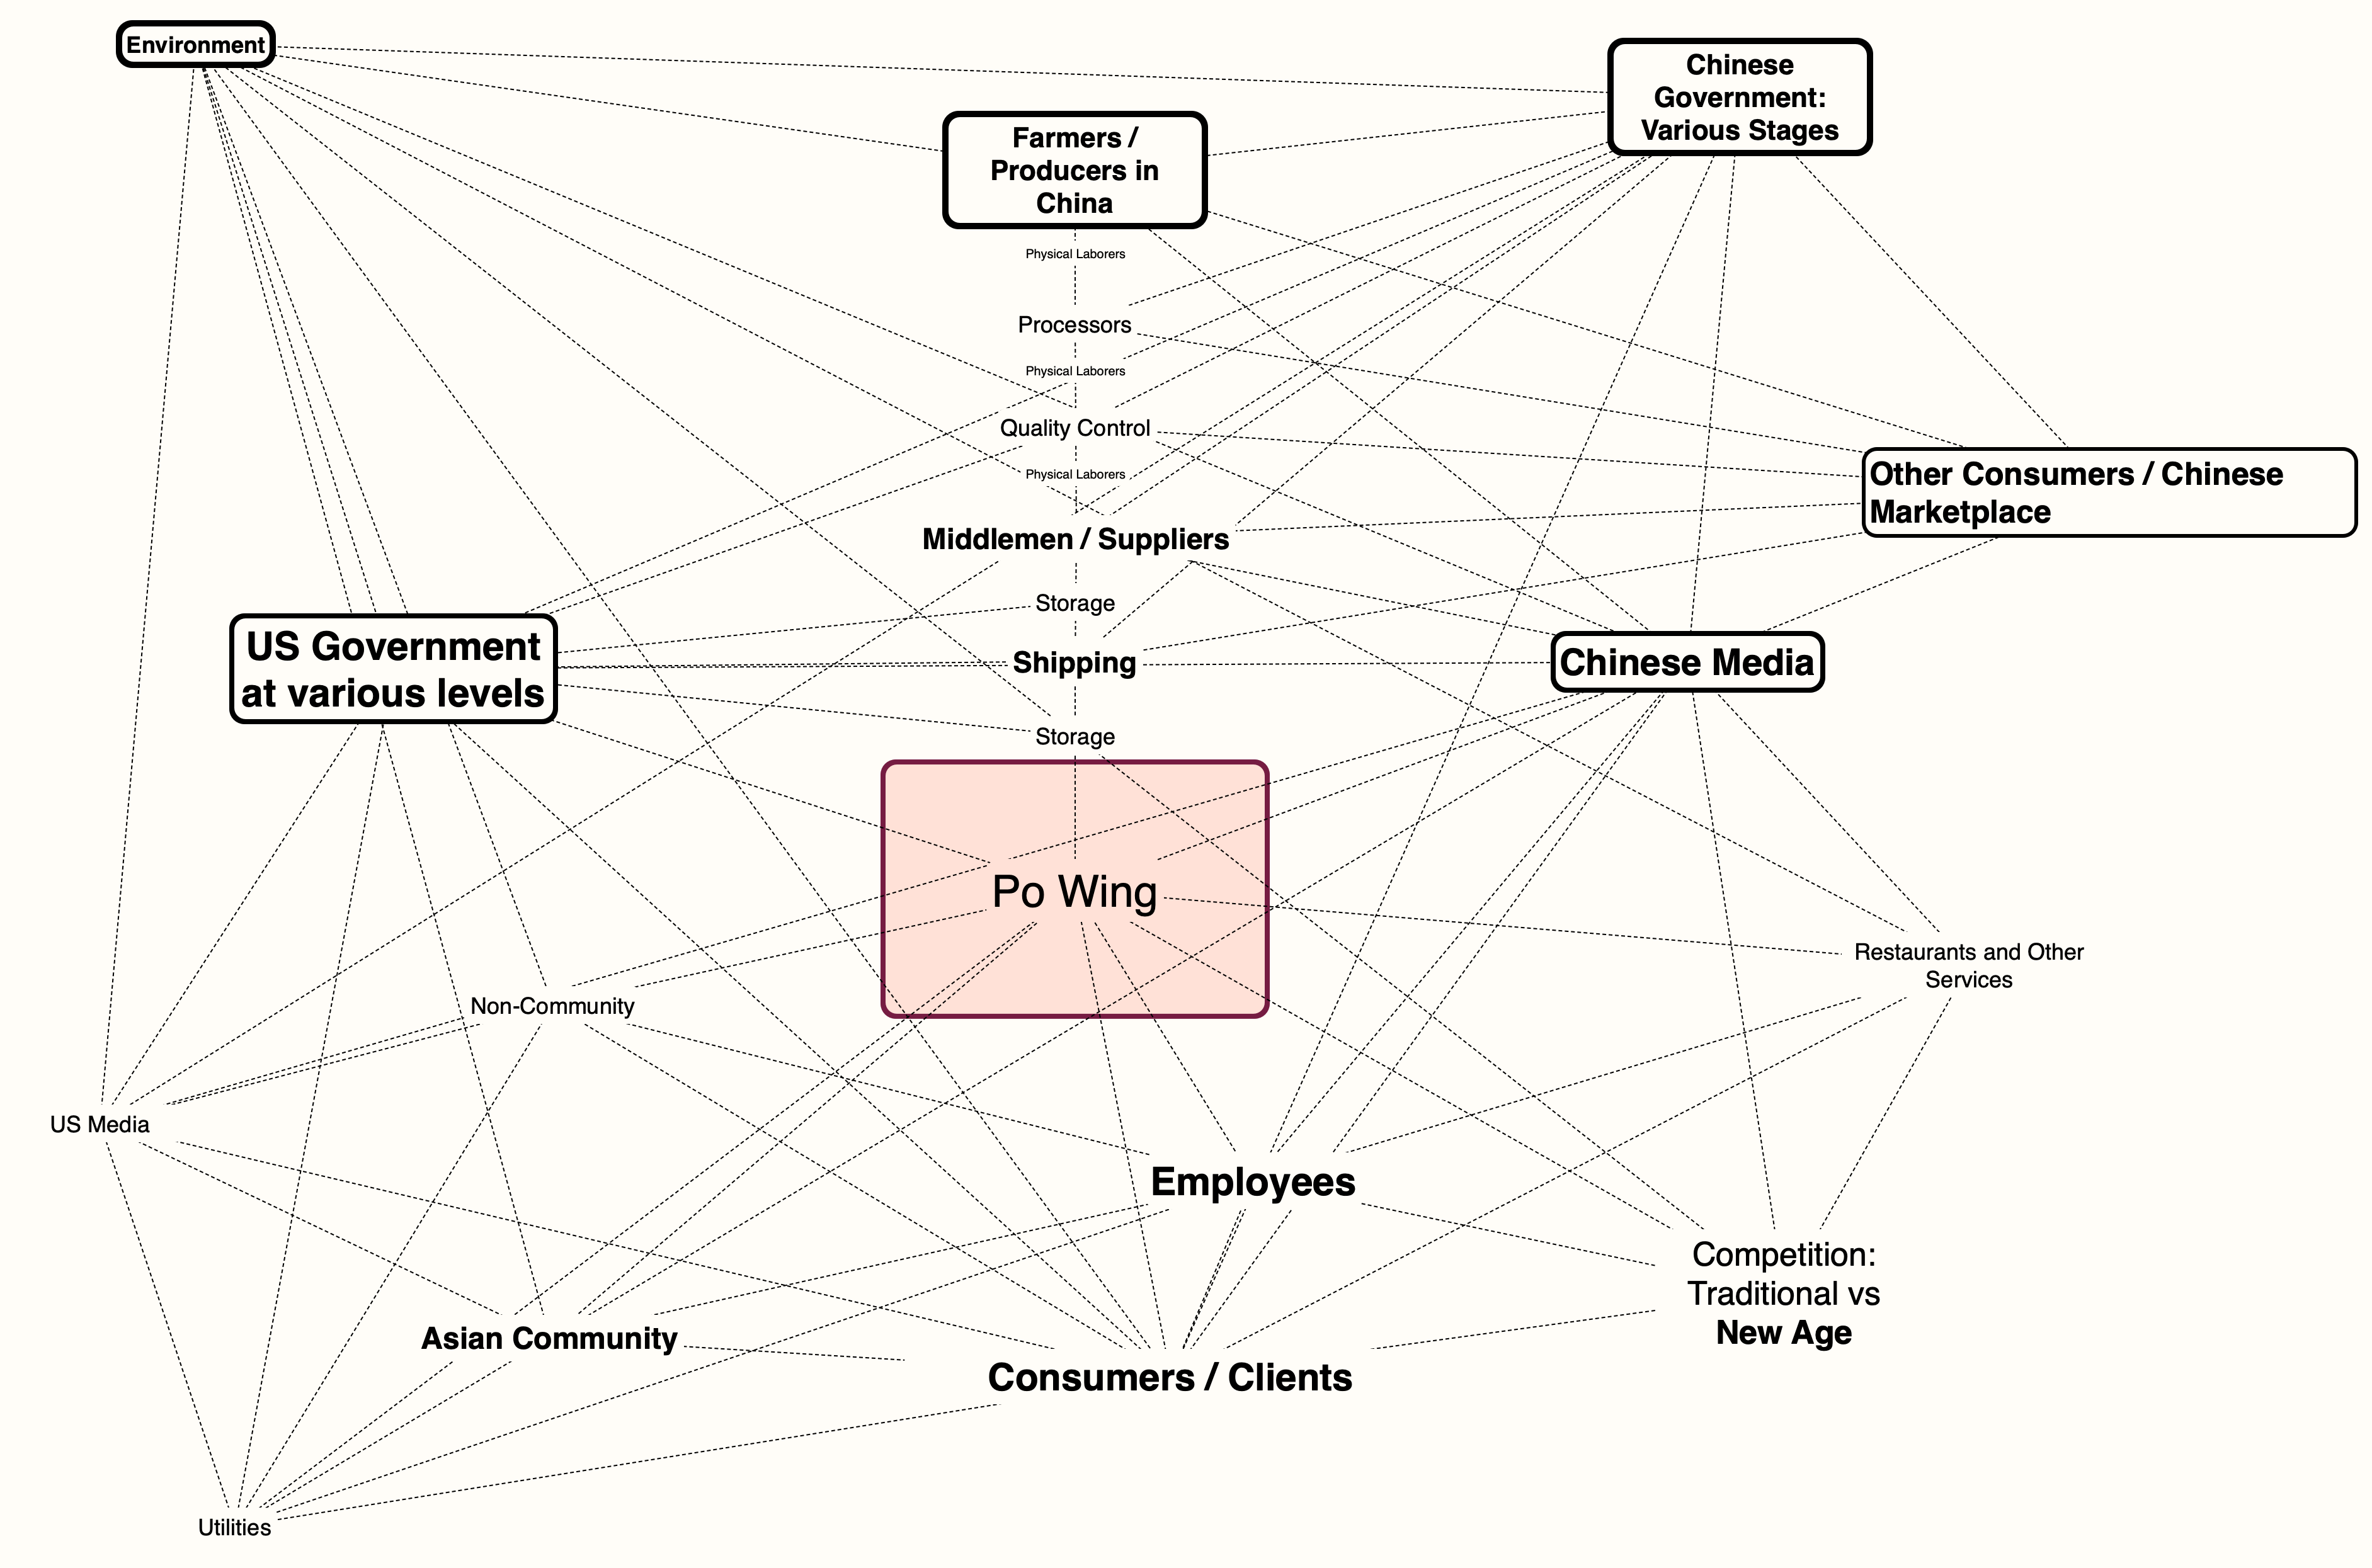 Environment
Chinese
Government:
Various Stages
Farmers /
Producers in
China
Physical Laborers
Processors
Physical Laborers
Quality Control
Physical Laborers
Other Consumers / Chinese
Marketplace
Middlemen / Suppliers
Storage
US Government
at various levels
Shipping
Chinese Media
Storage
Po Wing
Restaurants and Other
Services
Non-Community
US Media
Employees
Competition:
Traditional vs
New Age
Asian Community
Consumers / Clients
Utilities